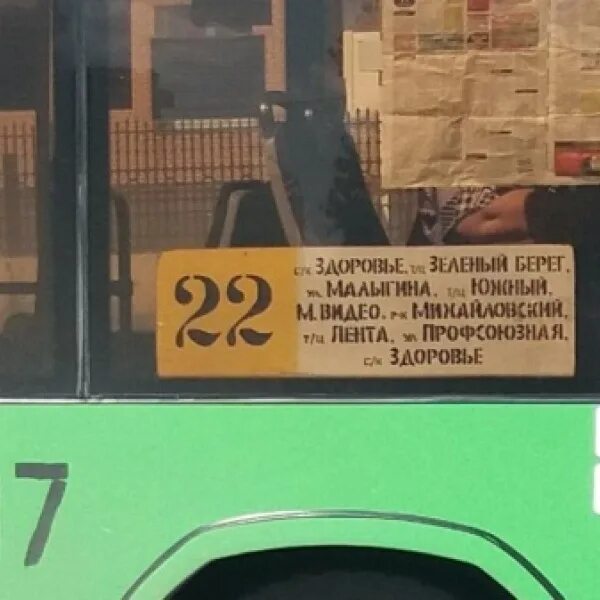 22
с/к ЗДОРОВЬЕ, т/ц ЗЕЛЕНЫЙ БЕРЕГ,
ул. МАЛЫГИНА, т/ц ЮЖНЫЙ,
М.ВИДЕО, р-к МИХАЙЛОВСКИЙ,
т/ц ЛЕНТА, ул. ПРОФСОЮЗНАЯ,
с/к ЗДОРОВЬЕ
7